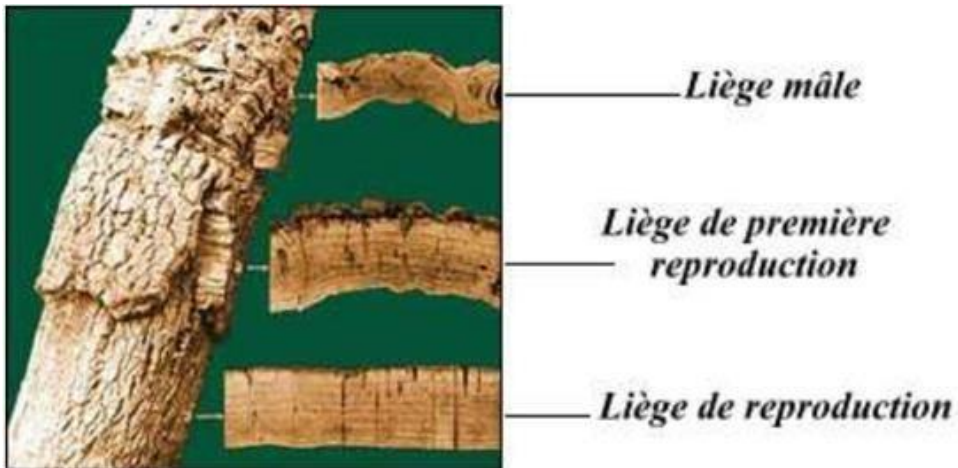 Liège mâle
Liège de première
reproduction
Liège de reproduction